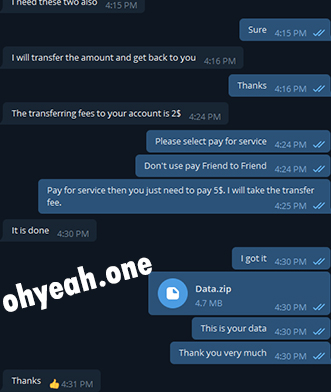 I need these two also
4:15 PM
Sure
4:15 PM
I will transfer the amount and get back to you
4:16 PM
Thanks
4:16 PM
The transferring fees to your account is 2$
4:24 PM
Please select pay for service
4:24 PM
Don't use pay Friend to Friend
4:24 PM
Pay for service then you just need to pay 5$. I will take the transfer
fee.
4:25 PM
It is done
4:30 PM
I got it
4:30 PM
ohyeah.one
Data.zip
4.7 MB
4:30 PM
This is your data
4:30 PM
Thank you very much
4:30 PM
Thanks 👍 4:31 PM